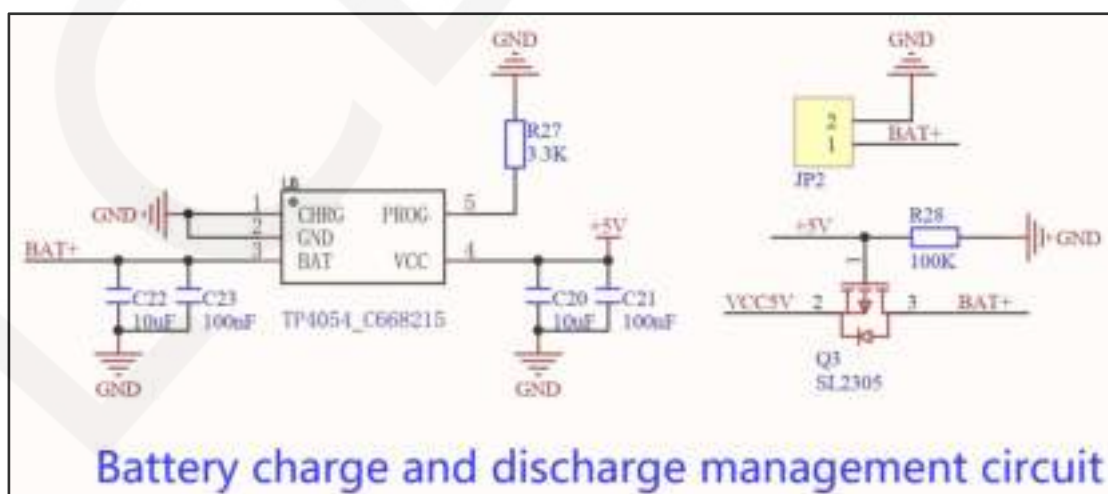 GND
R27
3.3K
1
CHRG
PROG
5
GND
2
GND
BAT+
3
BAT
VCC
4
+5V
C22
10uF
C23
100nF
TP4054_C668215
C20
10uF
C21
100nF
GND
GND
GND
2
BAT+
1
JP2
+5V
R28
100K
GND
1
VCC5V
2
3
BAT+
Q3
SL2305
Battery charge and discharge management circuit